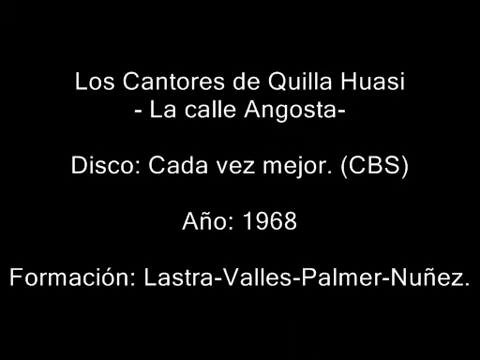 Los Cantores de Quilla Huasi
- La calle Angosta-
Disco: Cada vez mejor. (CBS)
Año: 1968
Formación: Lastra-Valles-Palmer-Nuñez.